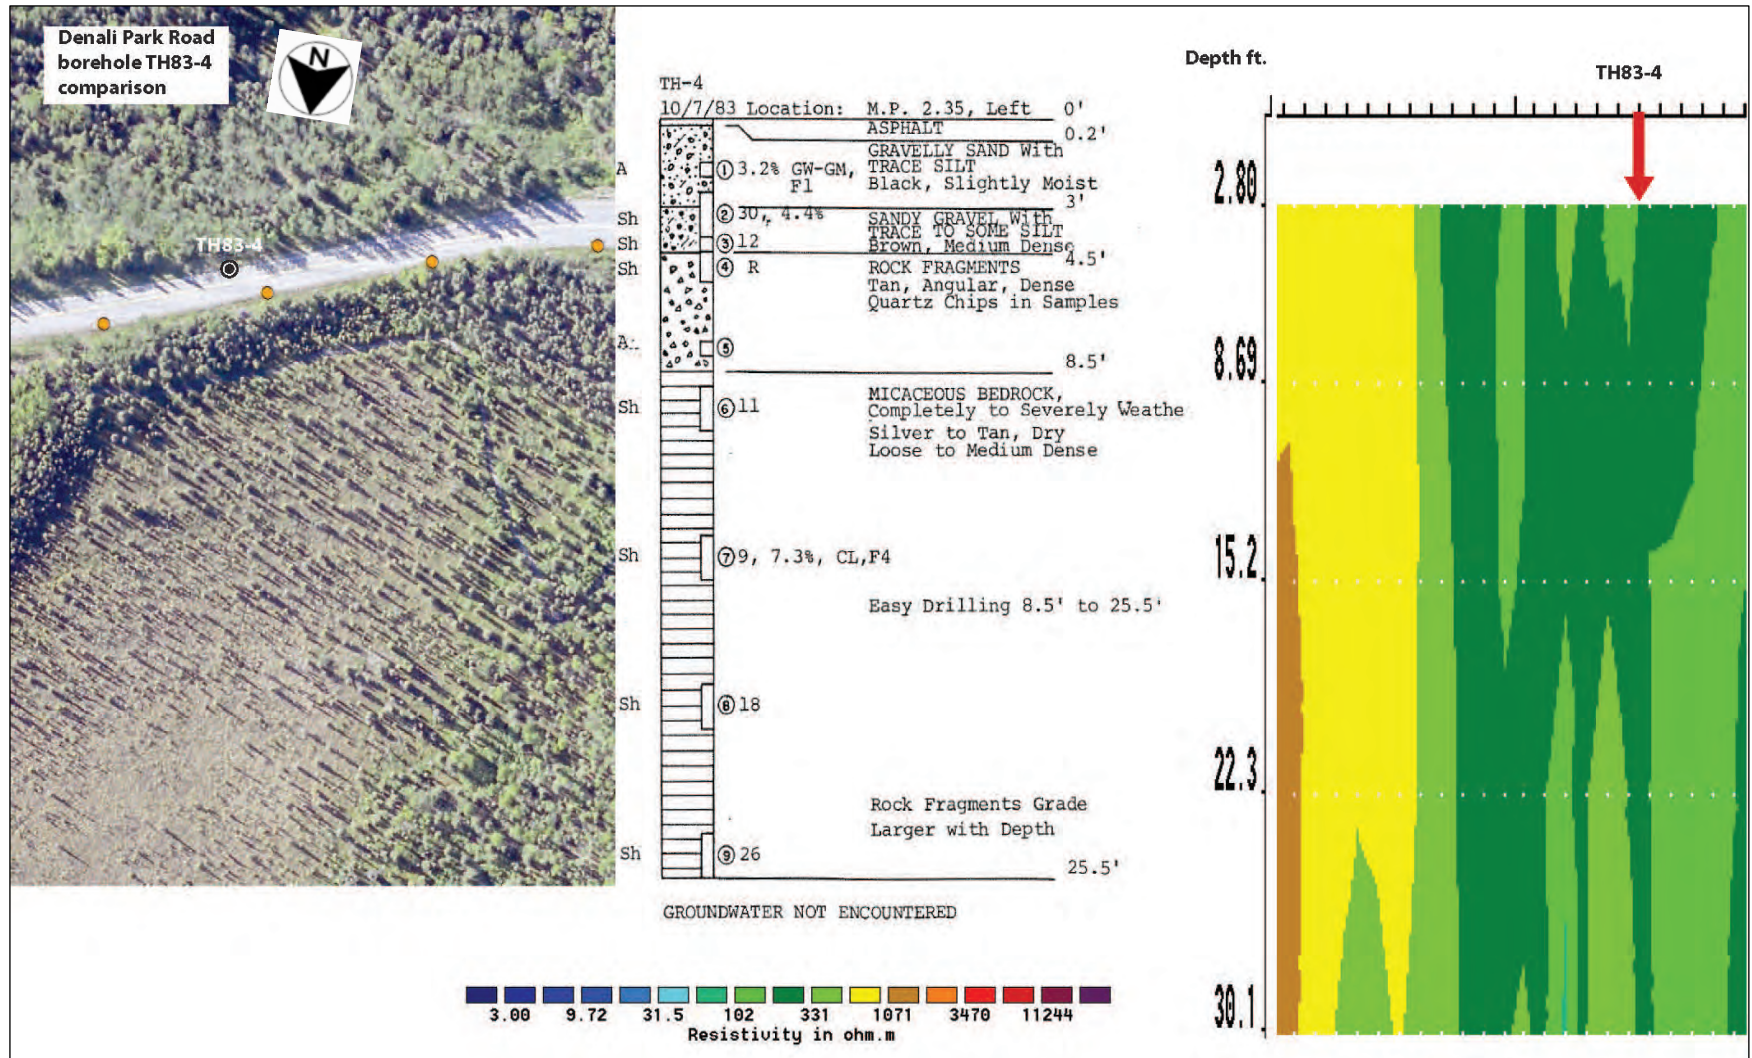 Denali Park Road
borehole TH83-4
comparison
N
TH83-4
TH-4
10/7/83 Location: M.P. 2.35, Left 0'
ASPHALT 0.2'
GRAVELLY SAND With
A ① 3.2% GW-GM, TRACE SILT
F1 Black, Slightly Moist
3'
Sh ② 30, 4.4% SANDY GRAVEL With
TRACE TO SOME SILT
Sh ③ 12 Brown, Medium Dense
4.5'
Sh ④ R ROCK FRAGMENTS
Tan, Angular, Dense
Quartz Chips in Samples
A ⑤
8.5'
MICACEOUS BEDROCK,
Sh ⑥ 11 Completely to Severely Weathe
Silver to Tan, Dry
Loose to Medium Dense
Sh ⑦ 9, 7.3%, CL,F4
Easy Drilling 8.5' to 25.5'
Sh ⑧ 18
Rock Fragments Grade
Larger with Depth
Sh ⑨ 26
25.5'
GROUNDWATER NOT ENCOUNTERED
Depth ft.
TH83-4
2.80
8.69
15.2
22.3
30.1
3.00 9.72 31.5 102 331 1071 3470 11244
Resistivity in ohm.m